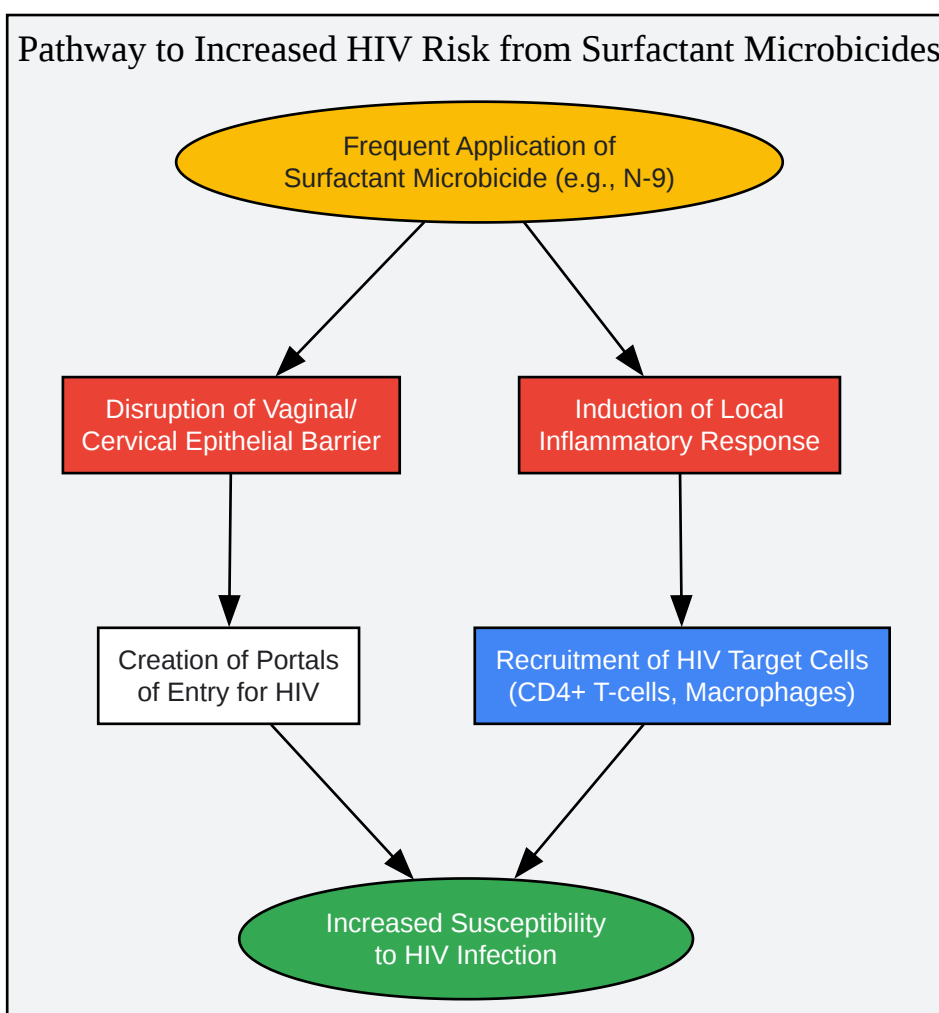 Pathway to Increased HIV Risk from Surfactant Microbicides
Frequent Application of
Surfactant Microbicide (e.g., N-9)
Disruption of Vaginal/
Cervical Epithelial Barrier
Induction of Local
Inflammatory Response
Creation of Portals
of Entry for HIV
Recruitment of HIV Target Cells
(CD4+ T-cells, Macrophages)
Increased Susceptibility
to HIV Infection